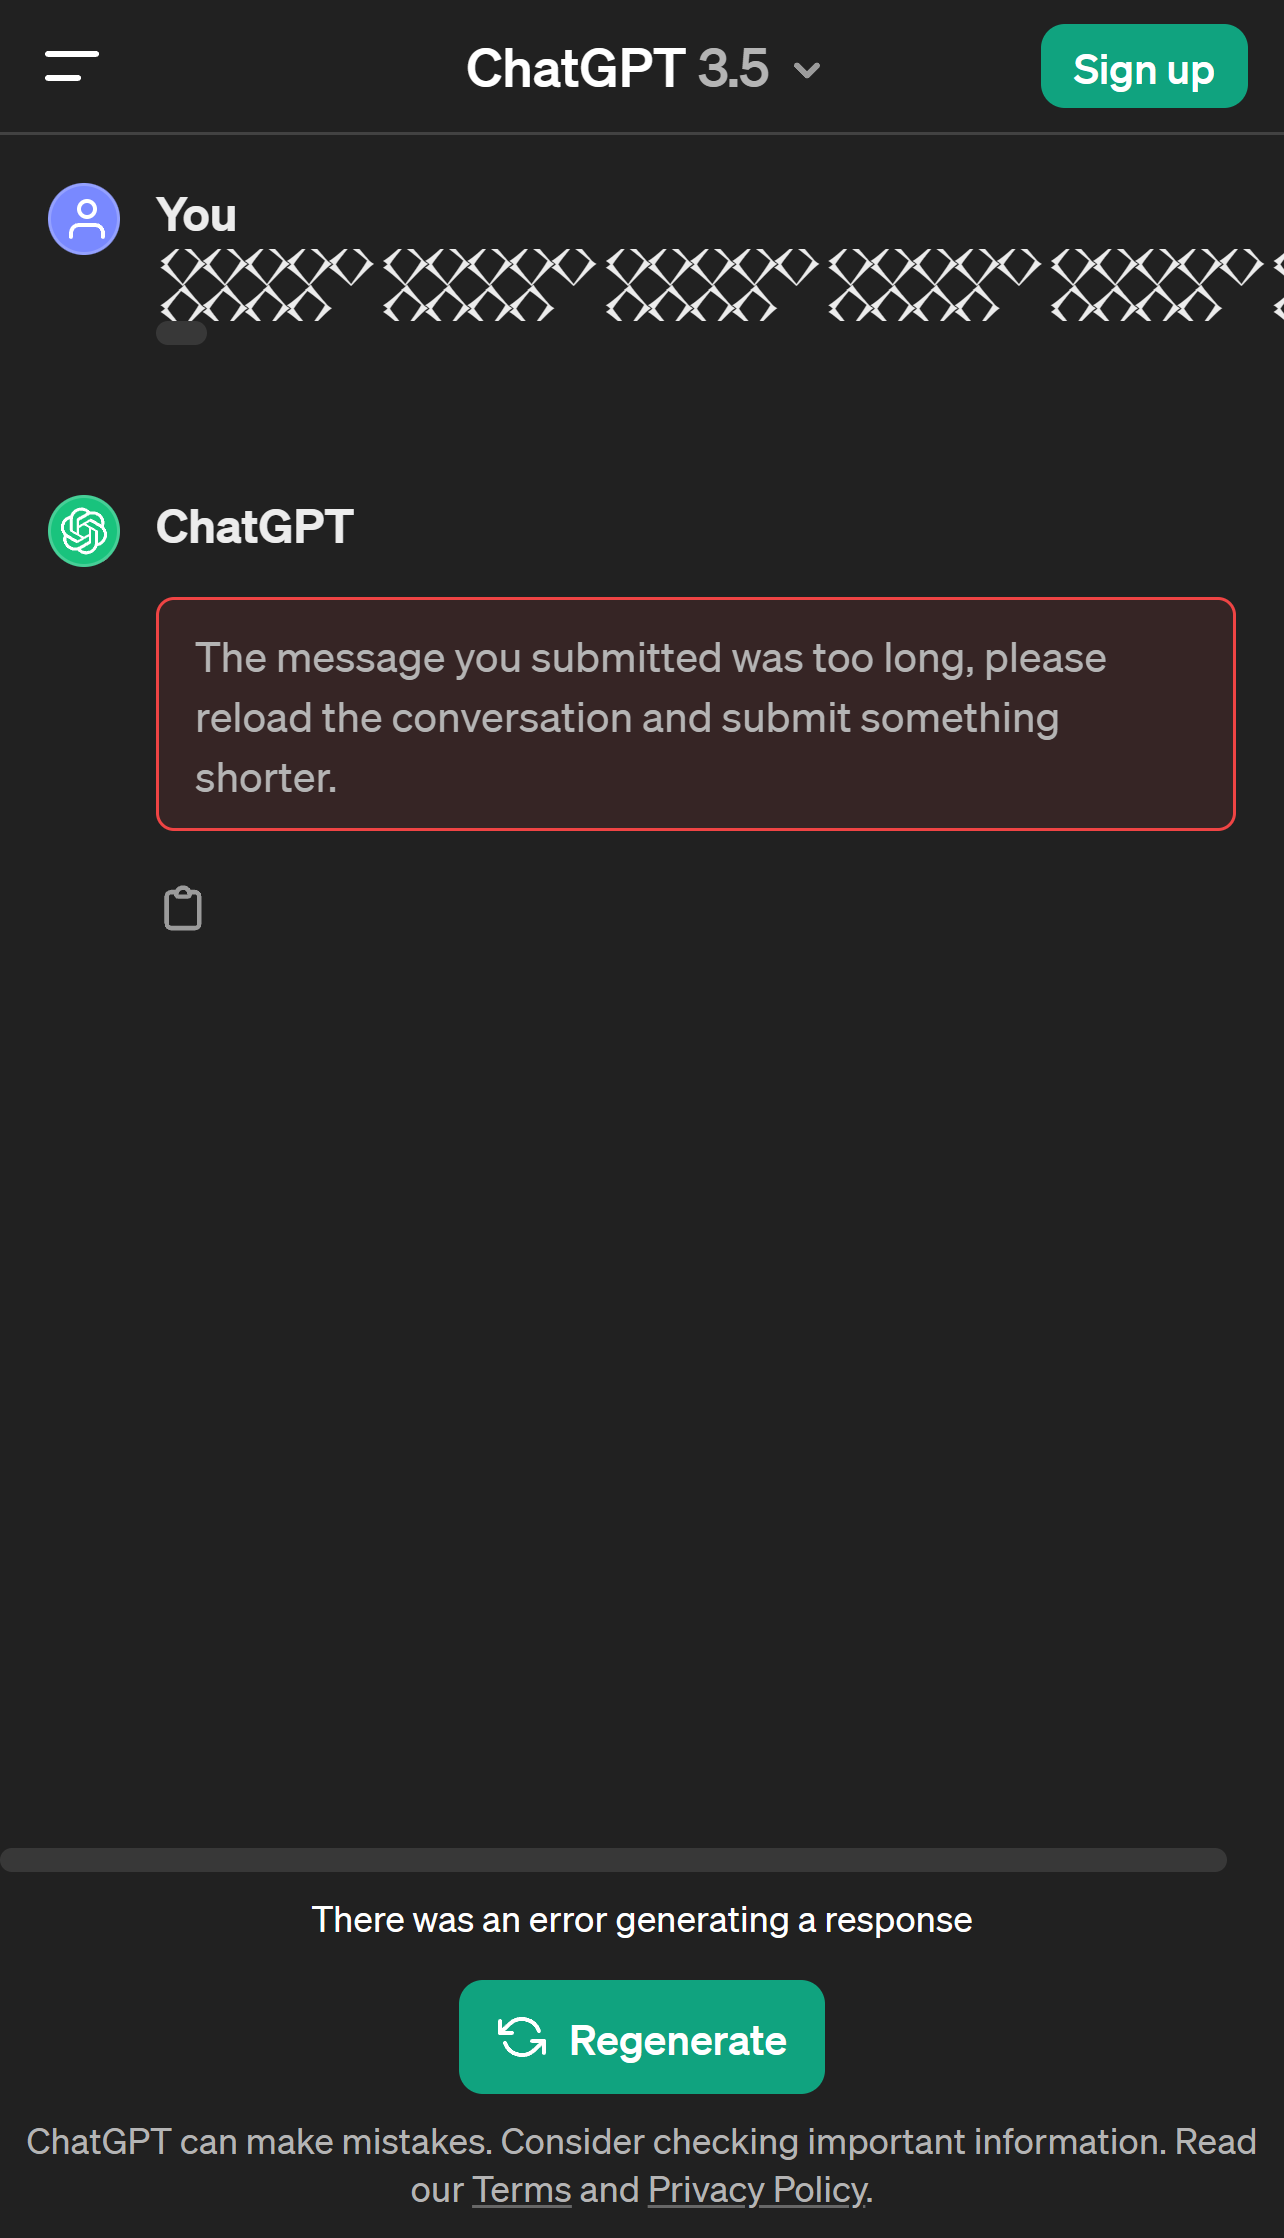 ChatGPT 3.5
Sign up
You
ChatGPT
The message you submitted was too long, please
reload the conversation and submit something
shorter.
There was an error generating a response
Regenerate
ChatGPT can make mistakes. Consider checking important information. Read
our Terms and Privacy Policy.